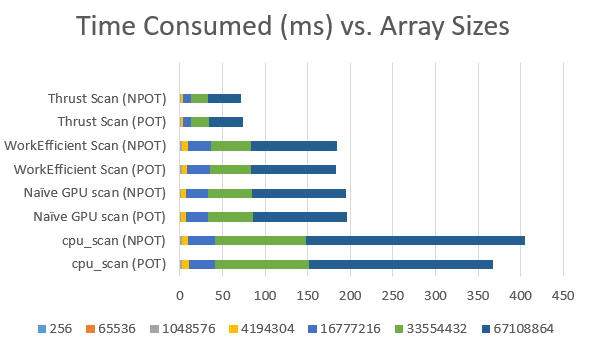 Time Consumed (ms) vs. Array Sizes
Thrust Scan (NPOT)
Thrust Scan (POT)
WorkEfficient Scan (NPOT)
WorkEfficient Scan (POT)
Naïve GPU scan (NPOT)
Naïve GPU scan (POT)
cpu_scan (NPOT)
cpu_scan (POT)
0 50 100 150 200 250 300 350 400 450
256 65536 1048576 4194304 16777216 33554432 67108864